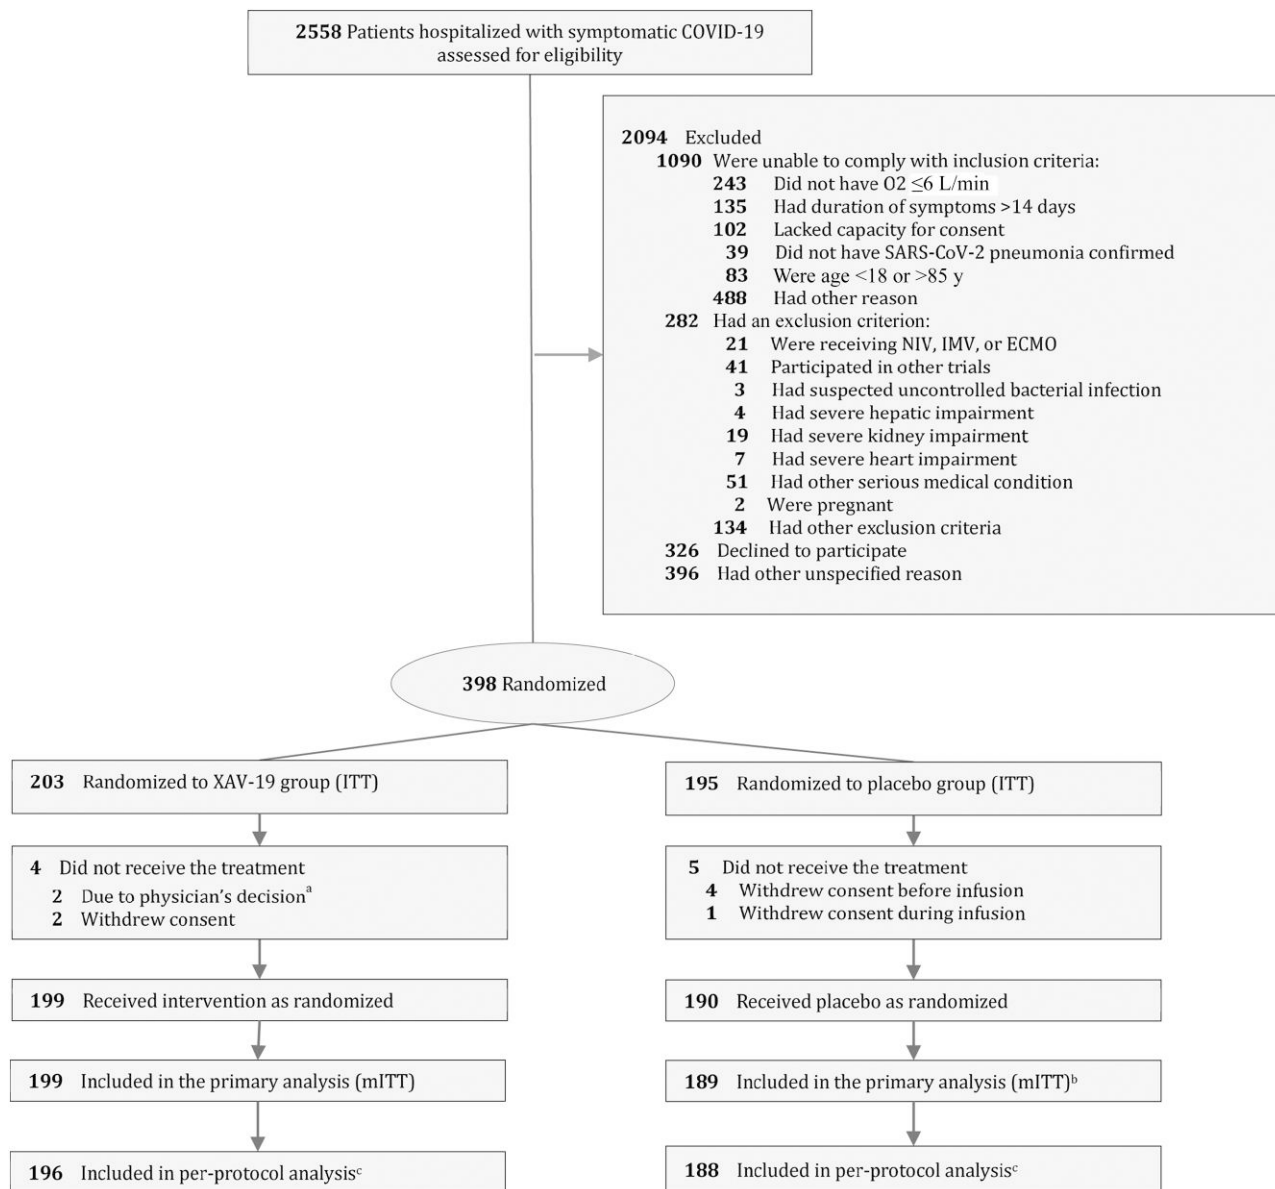 2558 Patients hospitalized with symptomatic COVID-19
assessed for eligibility
2094 Excluded
1090 Were unable to comply with inclusion criteria:
243 Did not have O2 ≤6 L/min
135 Had duration of symptoms >14 days
102 Lacked capacity for consent
39 Did not have SARS-CoV-2 pneumonia confirmed
83 Were age <18 or >85 y
488 Had other reason
282 Had an exclusion criterion:
21 Were receiving NIV, IMV, or ECMO
41 Participated in other trials
3 Had suspected uncontrolled bacterial infection
4 Had severe hepatic impairment
19 Had severe kidney impairment
7 Had severe heart impairment
51 Had other serious medical condition
2 Were pregnant
134 Had other exclusion criteria
326 Declined to participate
396 Had other unspecified reason
398 Randomized
203 Randomized to XAV-19 group (ITT)
4 Did not receive the treatment
2 Due to physician's decisionᵃ
2 Withdrew consent
199 Received intervention as randomized
199 Included in the primary analysis (mITT)
196 Included in per-protocol analysisᶜ
195 Randomized to placebo group (ITT)
5 Did not receive the treatment
4 Withdrew consent before infusion
1 Withdrew consent during infusion
190 Received placebo as randomized
189 Included in the primary analysis (mITT)ᵇ
188 Included in per-protocol analysisᶜ